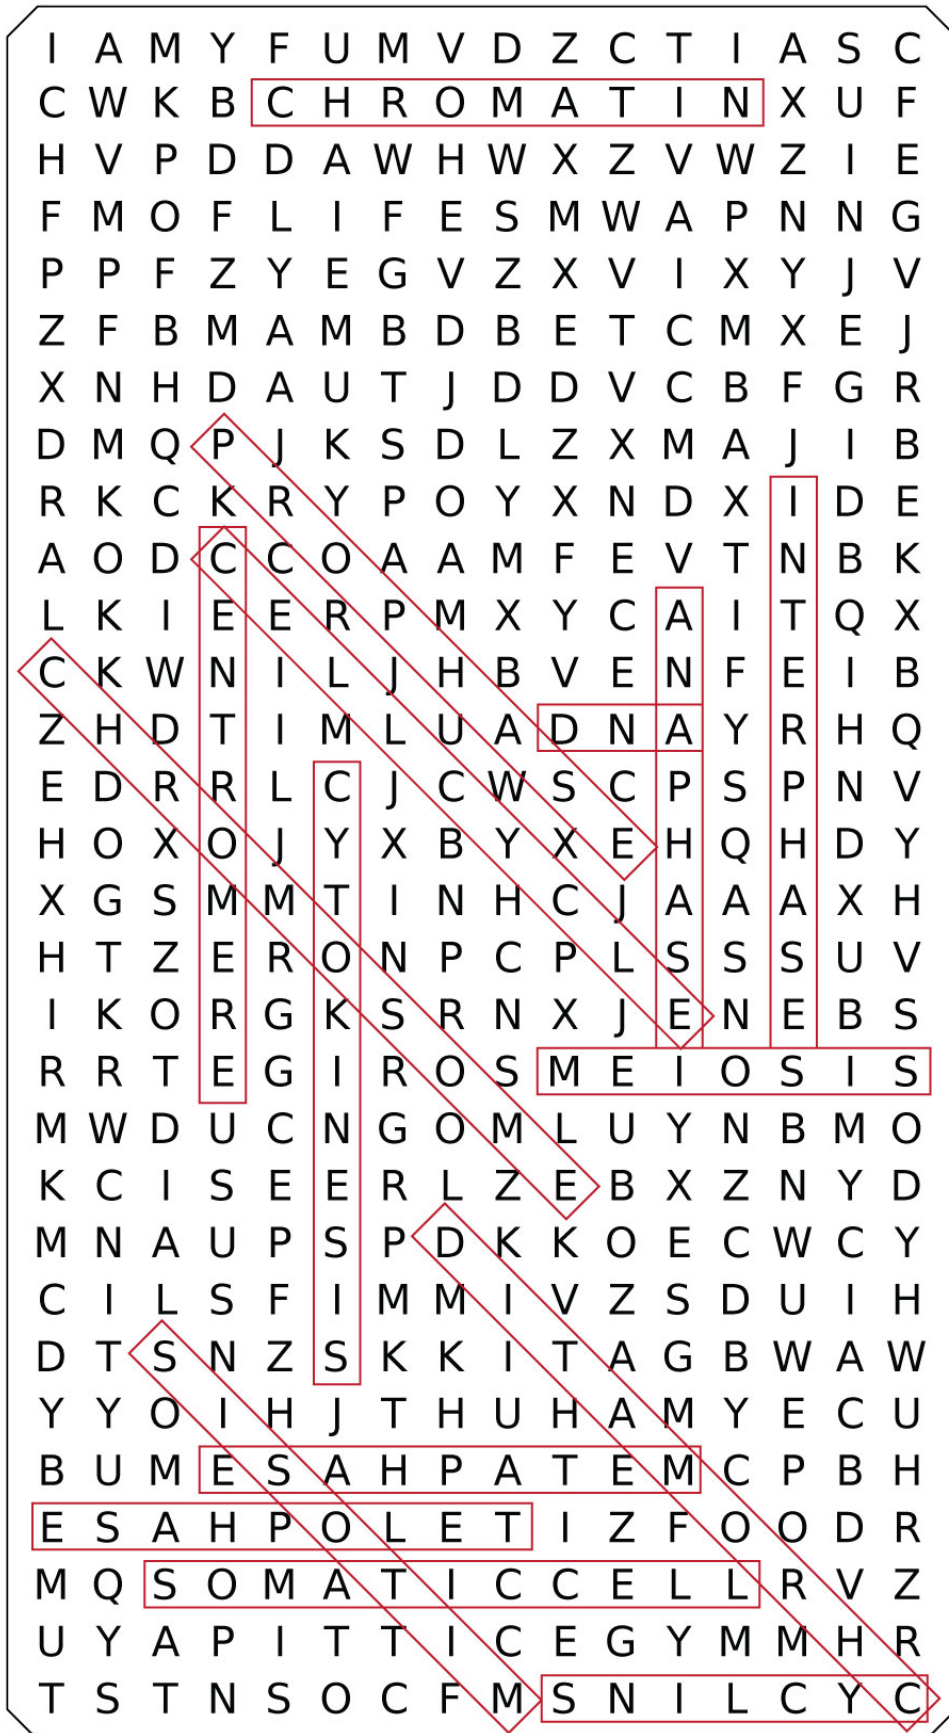 I A M Y F U M V D Z C T I A S C
C W K B C H R O M A T I N X U F
H V P D D A W H W X Z V W Z I E
F M O F L I F E S M W A P N N G
P P F Z Y E G V Z X V I X Y J V
Z F B M A M B D B E T C M X E J
X N H D A U T J D D V C B F G R
D M Q P J K S D L Z X M A J I B
R K C K R Y P O Y X N D X I D E
A O D C C O A A M F E V T N B K
L K I E E R P M X Y C A I T Q X
C K W N I L J H B V E N F E I B
Z H D T I M L U A D N A Y R H Q
E D R R L C J C W S C P S P N V
H O X O J Y X B Y X E H Q H D Y
X G S M M T I N H C J A A A X H
H T Z E R O N P C P L S S S U V
I K O R G K S R N X J E N E B S
R R T E G I R O S M E I O S I S
M W D U C N G O M L U Y N B M O
K C I S E E R L Z E B X Z N Y D
M N A U P S P D K K O E C W C Y
C I L S F I M M I V Z S D U I H
D T S N Z S K K I T A G B W A W
Y Y O I H J T H U H A M Y E C U
B U M E S A H P A T E M C P B H
E S A H P O L E T I Z F O O D R
M Q S O M A T I C C E L L R V Z
U Y A P I T T I C E G Y M M H R
T S T N S O C F M S N I L C Y C